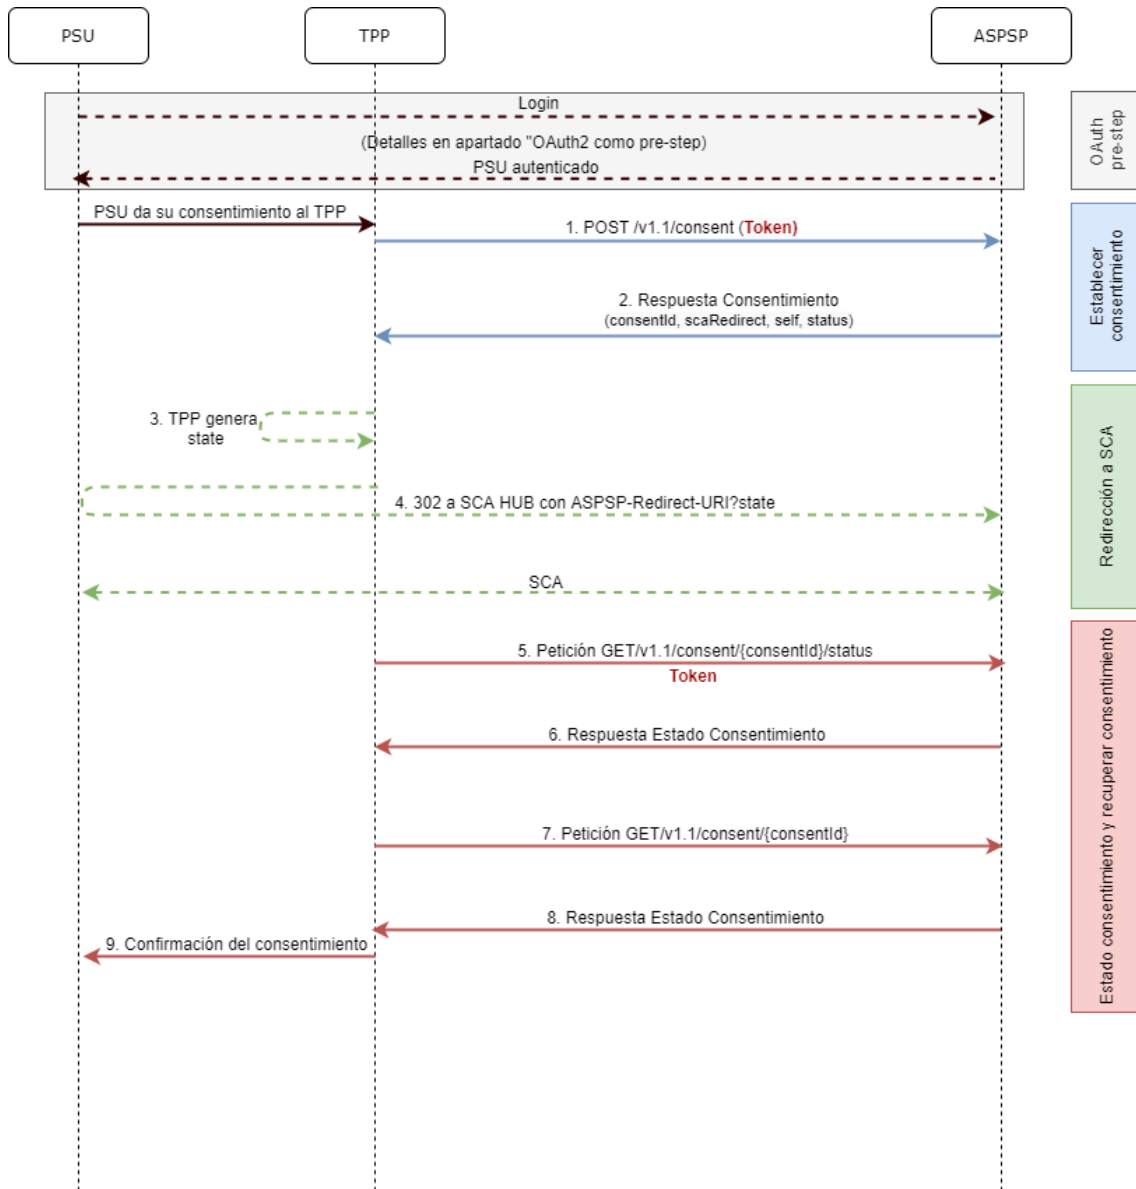 PSU
TPP
ASPSP
Login
(Detalles en apartado "OAuth2 como pre-step)
PSU autenticado
OAuth
pre-step
PSU da su consentimiento al TPP
1. POST /v1.1/consent (Token)
2. Respuesta Consentimiento
(consentId, scaRedirect, self, status)
Establecer
consentimiento
3. TPP genera
state
4. 302 a SCA HUB con ASPSP-Redirect-URI?state
SCA
Redirección a SCA
5. Petición GET/v1.1/consent/{consentId}/status
Token
6. Respuesta Estado Consentimiento
7. Petición GET/v1.1/consent/{consentId}
8. Respuesta Estado Consentimiento
9. Confirmación del consentimiento
Estado consentimiento y recuperar consentimiento